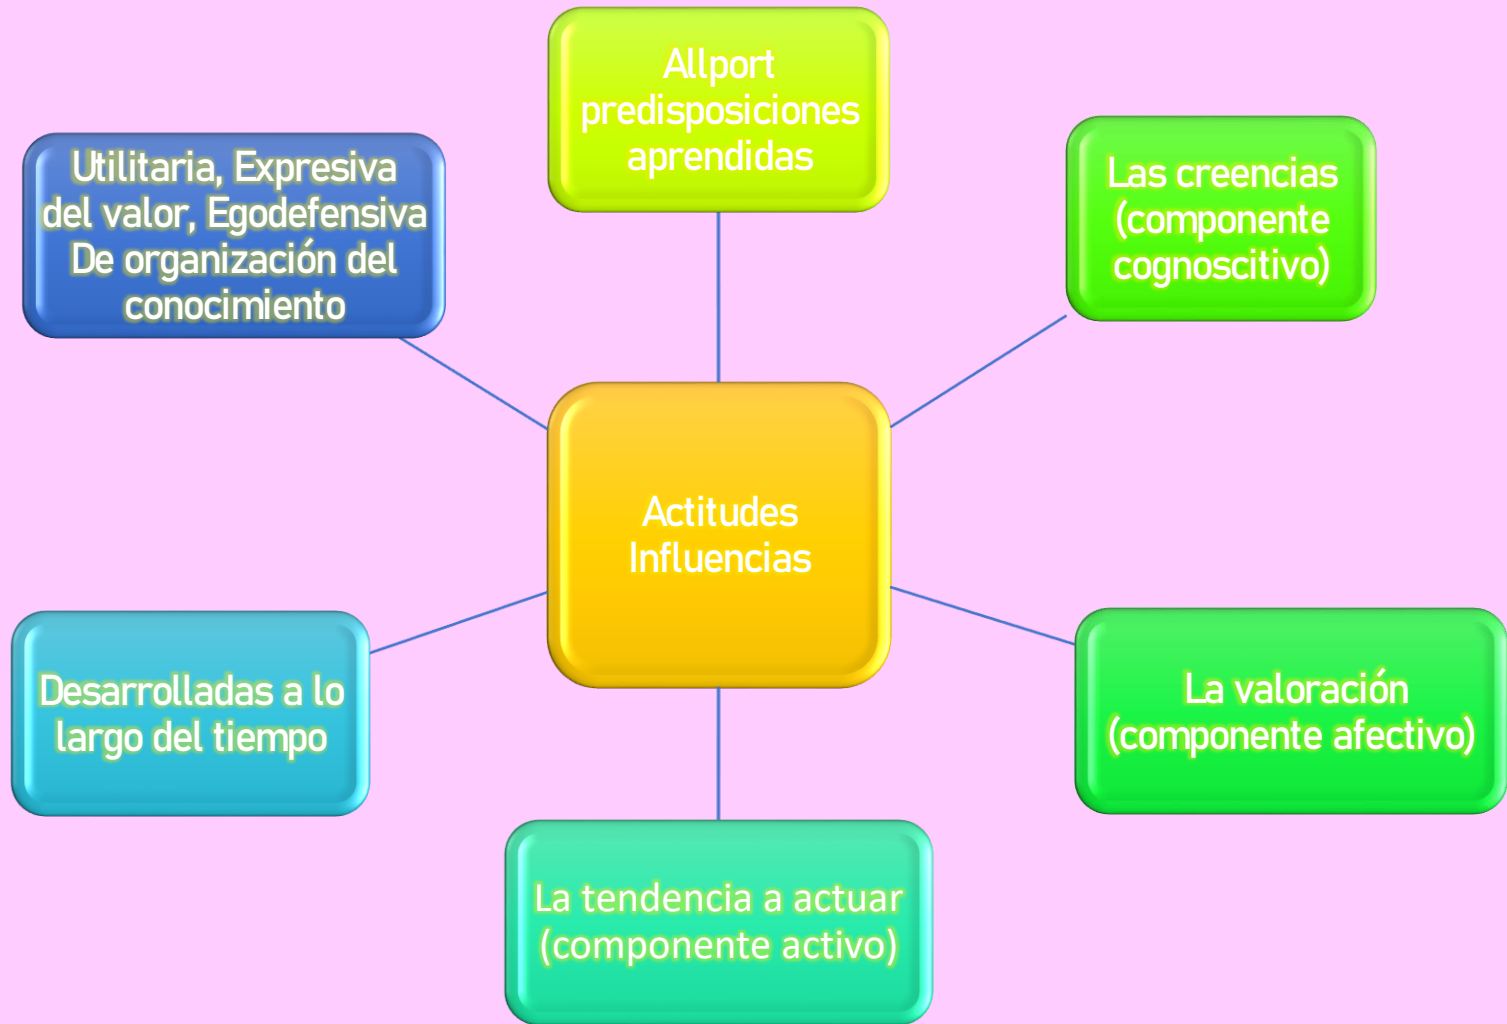 Allport
predisposiciones
aprendidas
Las creencias
(componente
cognoscitivo)
La valoración
(componente afectivo)
La tendencia a actuar
(componente activo)
Desarrolladas a lo
largo del tiempo
Utilitaria, Expresiva
del valor, Egodefensiva
De organización del
conocimiento
Actitudes
Influencias